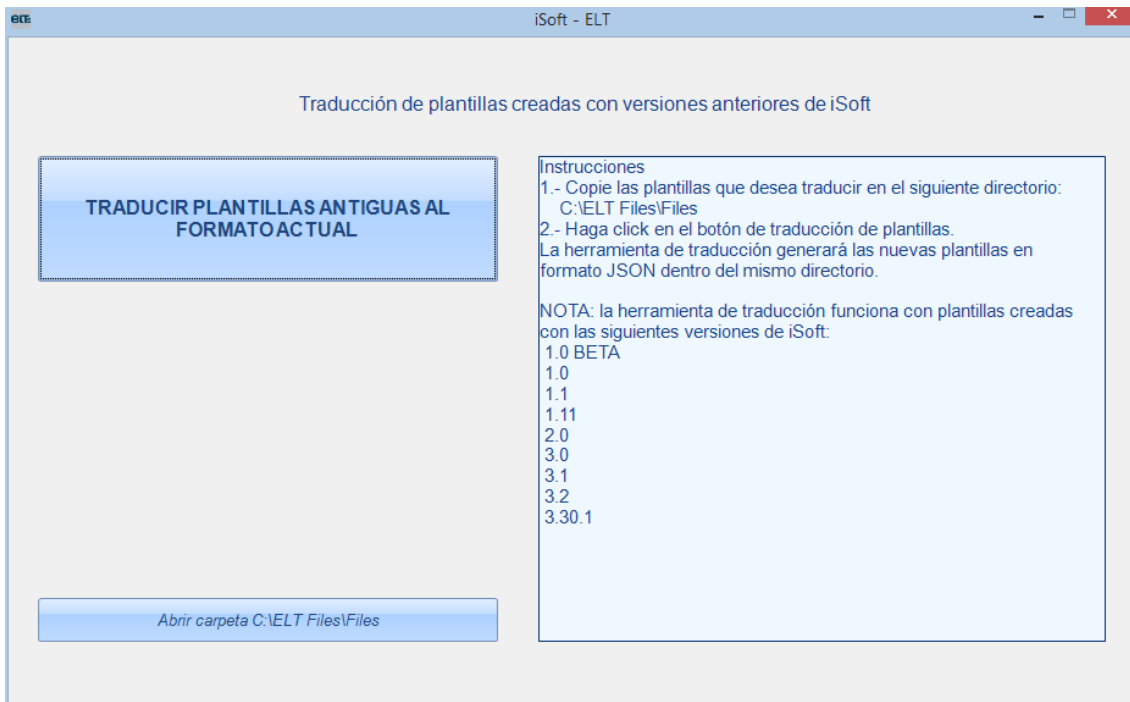 ELT
iSoft - ELT
Traducción de plantillas creadas con versiones anteriores de iSoft
TRADUCIR PLANTILLAS ANTIGUAS AL
FORMATO ACTUAL
Abrir carpeta C:\ELT Files\Files
Instrucciones
1.- Copie las plantillas que desea traducir en el siguiente directorio:
C:\ELT Files\Files
2.- Haga click en el botón de traducción de plantillas.
La herramienta de traducción generará las nuevas plantillas en
formato JSON dentro del mismo directorio.
NOTA: la herramienta de traducción funciona con plantillas creadas
con las siguientes versiones de iSoft:
1.0 BETA
1.0
1.1
1.11
2.0
3.0
3.1
3.2
3.30.1